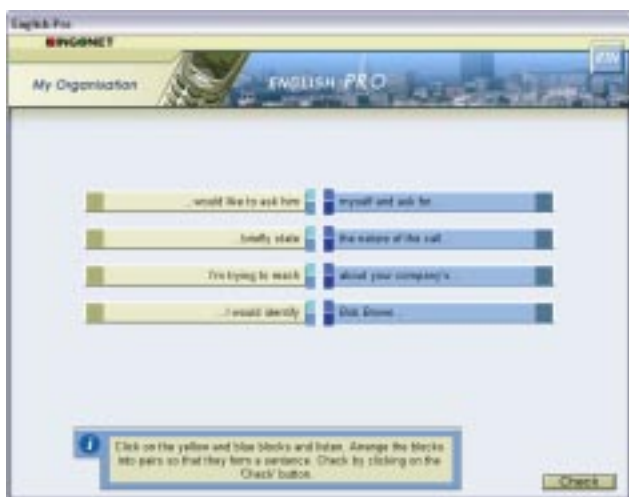 English Pro
LINGONET
My Organisation
ENGLISH PRO
...would like to ask him
myself and ask for...
...briefly state
the nature of the call...
I'm trying to reach
about your company's
...I would identify
Bob Brown...
Click on the yellow and blue blocks and listen. Arrange the blocks
into pairs so that they form a sentence. Check by clicking on the
'Check' button.
Check